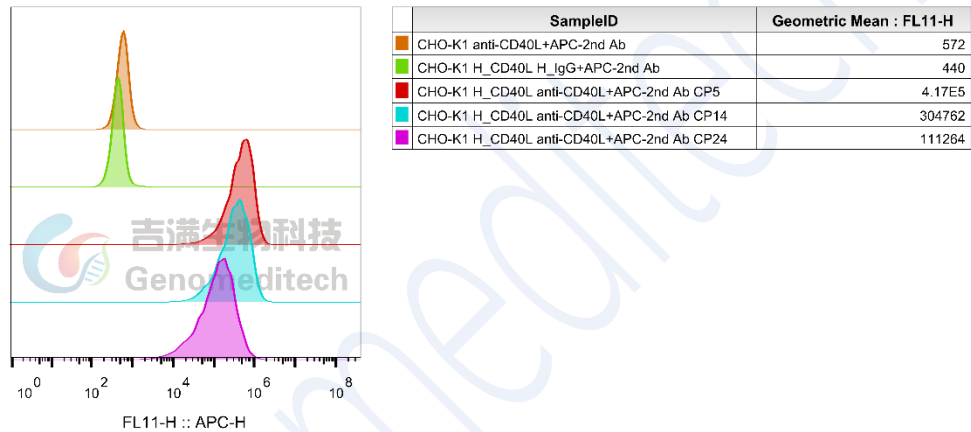 SampleID Geometric Mean : FL11-H
CHO-K1 anti-CD40L+APC-2nd Ab 572
CHO-K1 H_CD40L H_IgG+APC-2nd Ab 440
CHO-K1 H_CD40L anti-CD40L+APC-2nd Ab CP5 4.17E5
CHO-K1 H_CD40L anti-CD40L+APC-2nd Ab CP14 304762
CHO-K1 H_CD40L anti-CD40L+APC-2nd Ab CP24 111264
吉满生物科技
Genomeditech
10^0 10^2 10^4 10^6 10^8
FL11-H :: APC-H
meditech